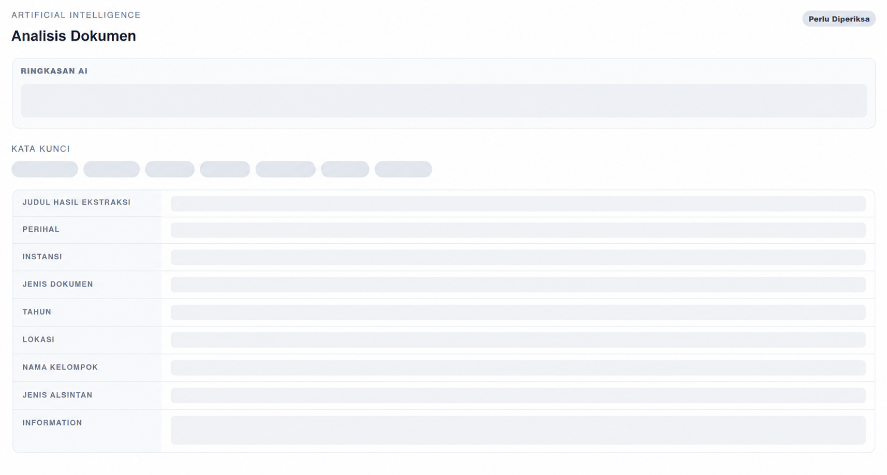 ARTIFICIAL INTELLIGENCE
Perlu Diperiksa
Analisis Dokumen
RINGKASAN AI
KATA KUNCI
JUDUL HASIL EKSTRAKSI
PERIHAL
INSTANSI
JENIS DOKUMEN
TAHUN
LOKASI
NAMA KELOMPOK
JENIS ALSINTAN
INFORMATION